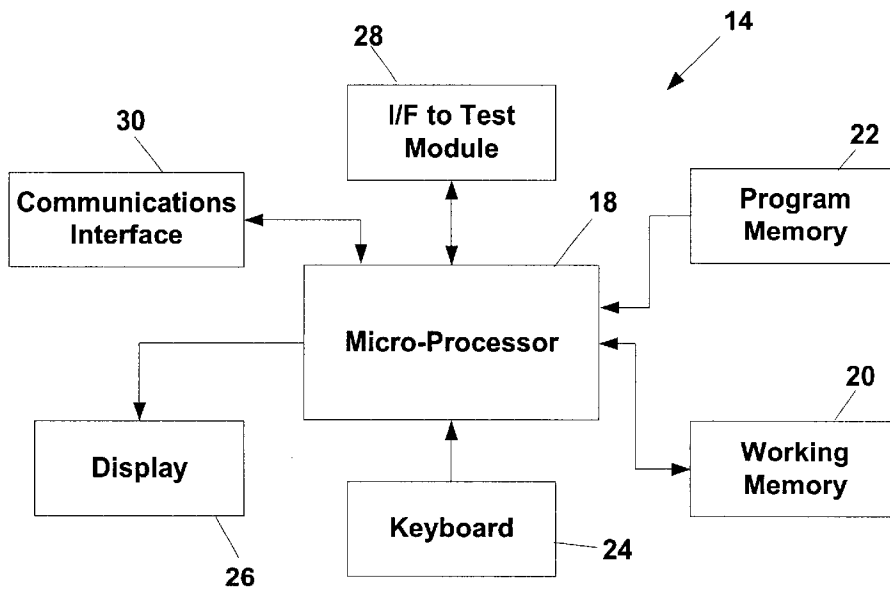 28
14
I/F to Test
Module
30
Communications
Interface
22
Program
Memory
18
Micro-Processor
20
Working
Memory
Display
26
Keyboard
24